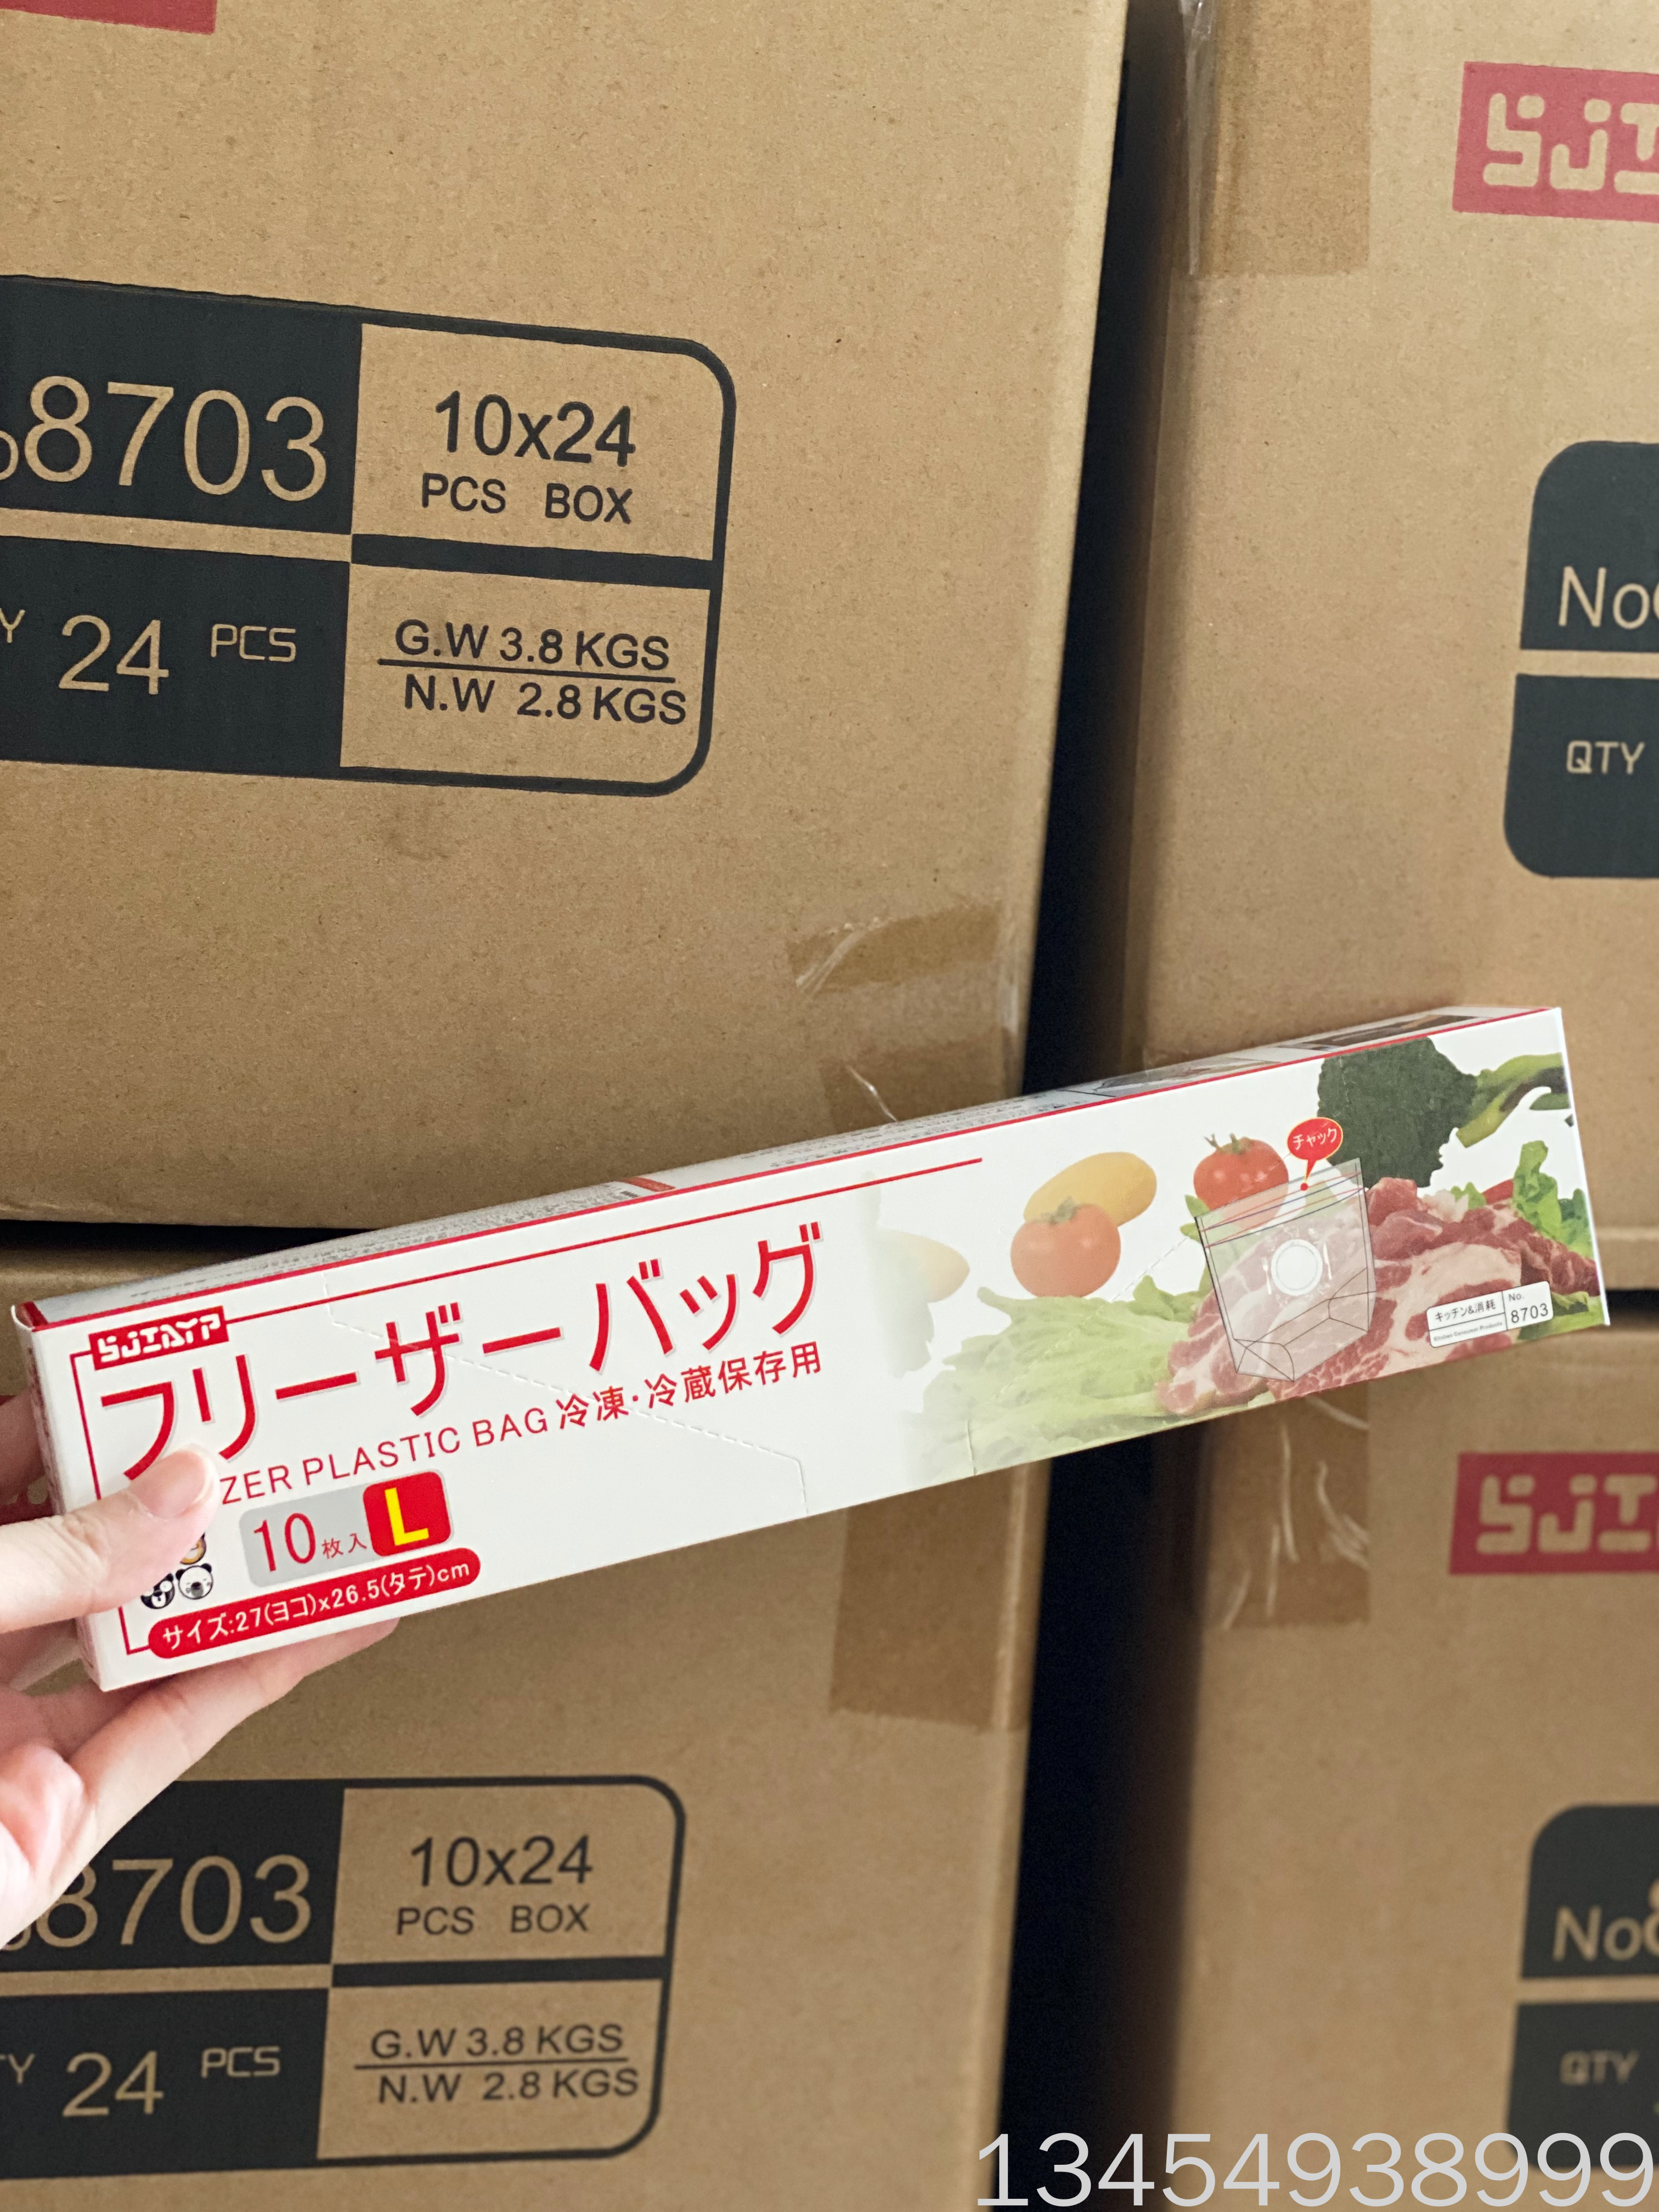 8703
10x24
PCS BOX
24 PCS
G.W 3.8 KGS
N.W 2.8 KGS
No
QTY
SJTAYP
フリーザーバッグ
ZER PLASTIC BAG 冷凍·冷蔵保存用
10枚入 L
サイズ:27(ヨコ)x26.5(タテ)cm
チャック
キッチン&消耗
No.
8703
8703
10x24
PCS BOX
24 PCS
G.W 3.8 KGS
N.W 2.8 KGS
No
QTY
13454938999